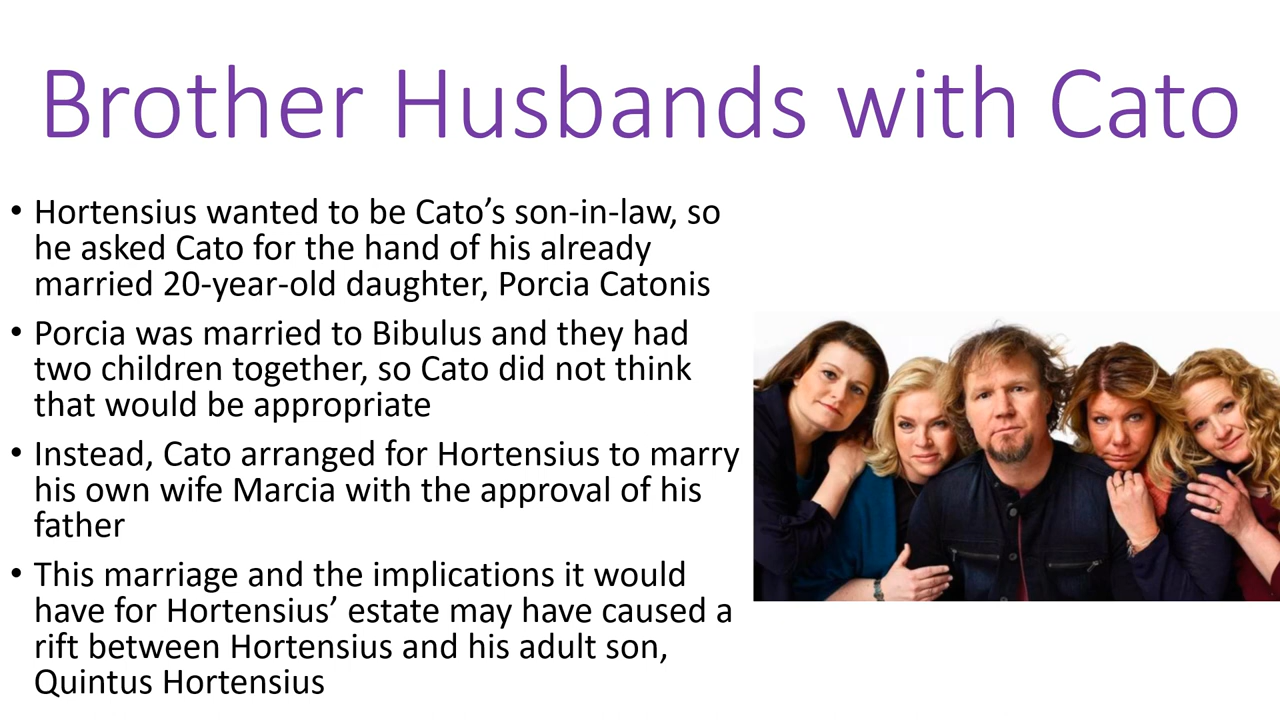 Brother Husbands with Cato
• Hortensius wanted to be Cato’s son-in-law, so
he asked Cato for the hand of his already
married 20-year-old daughter, Porcia Catonis
• Porcia was married to Bibulus and they had
two children together, so Cato did not think
that would be appropriate
• Instead, Cato arranged for Hortensius to marry
his own wife Marcia with the approval of his
father
• This marriage and the implications it would
have for Hortensius’ estate may have caused a
rift between Hortensius and his adult son,
Quintus Hortensius